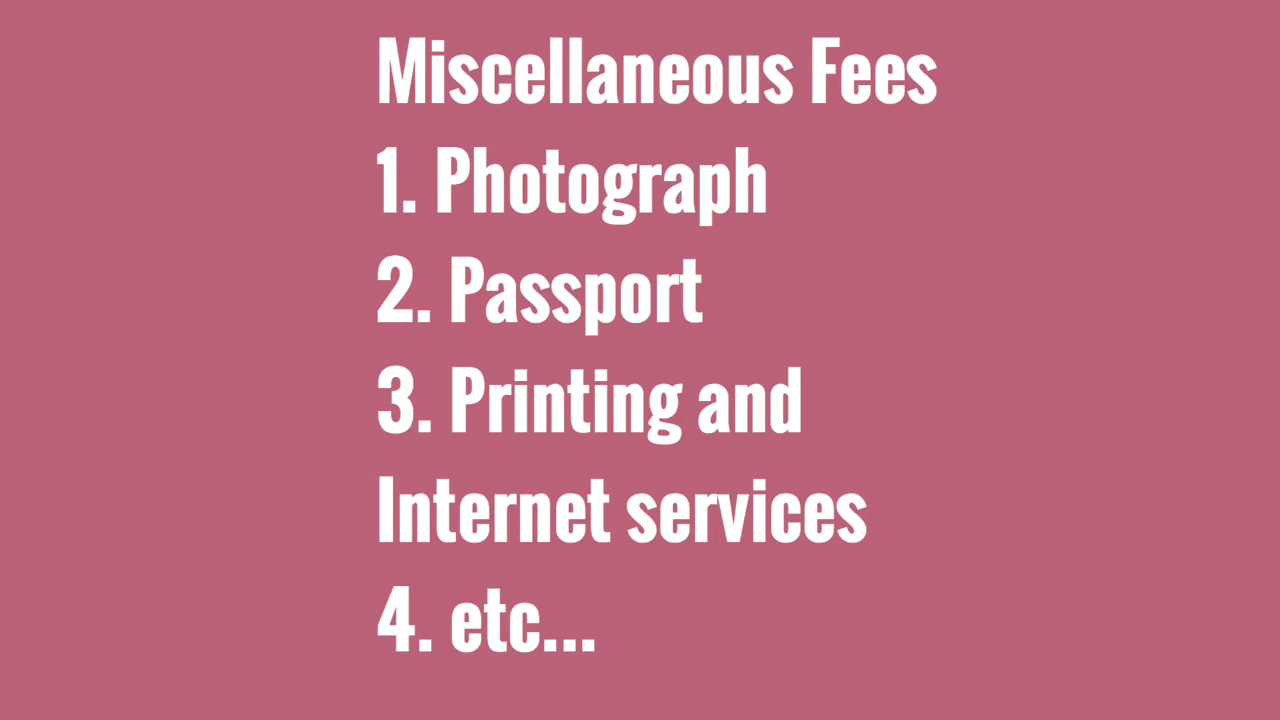 Miscellaneous Fees
1. Photograph
2. Passport
3. Printing and
Internet services
4. etc...